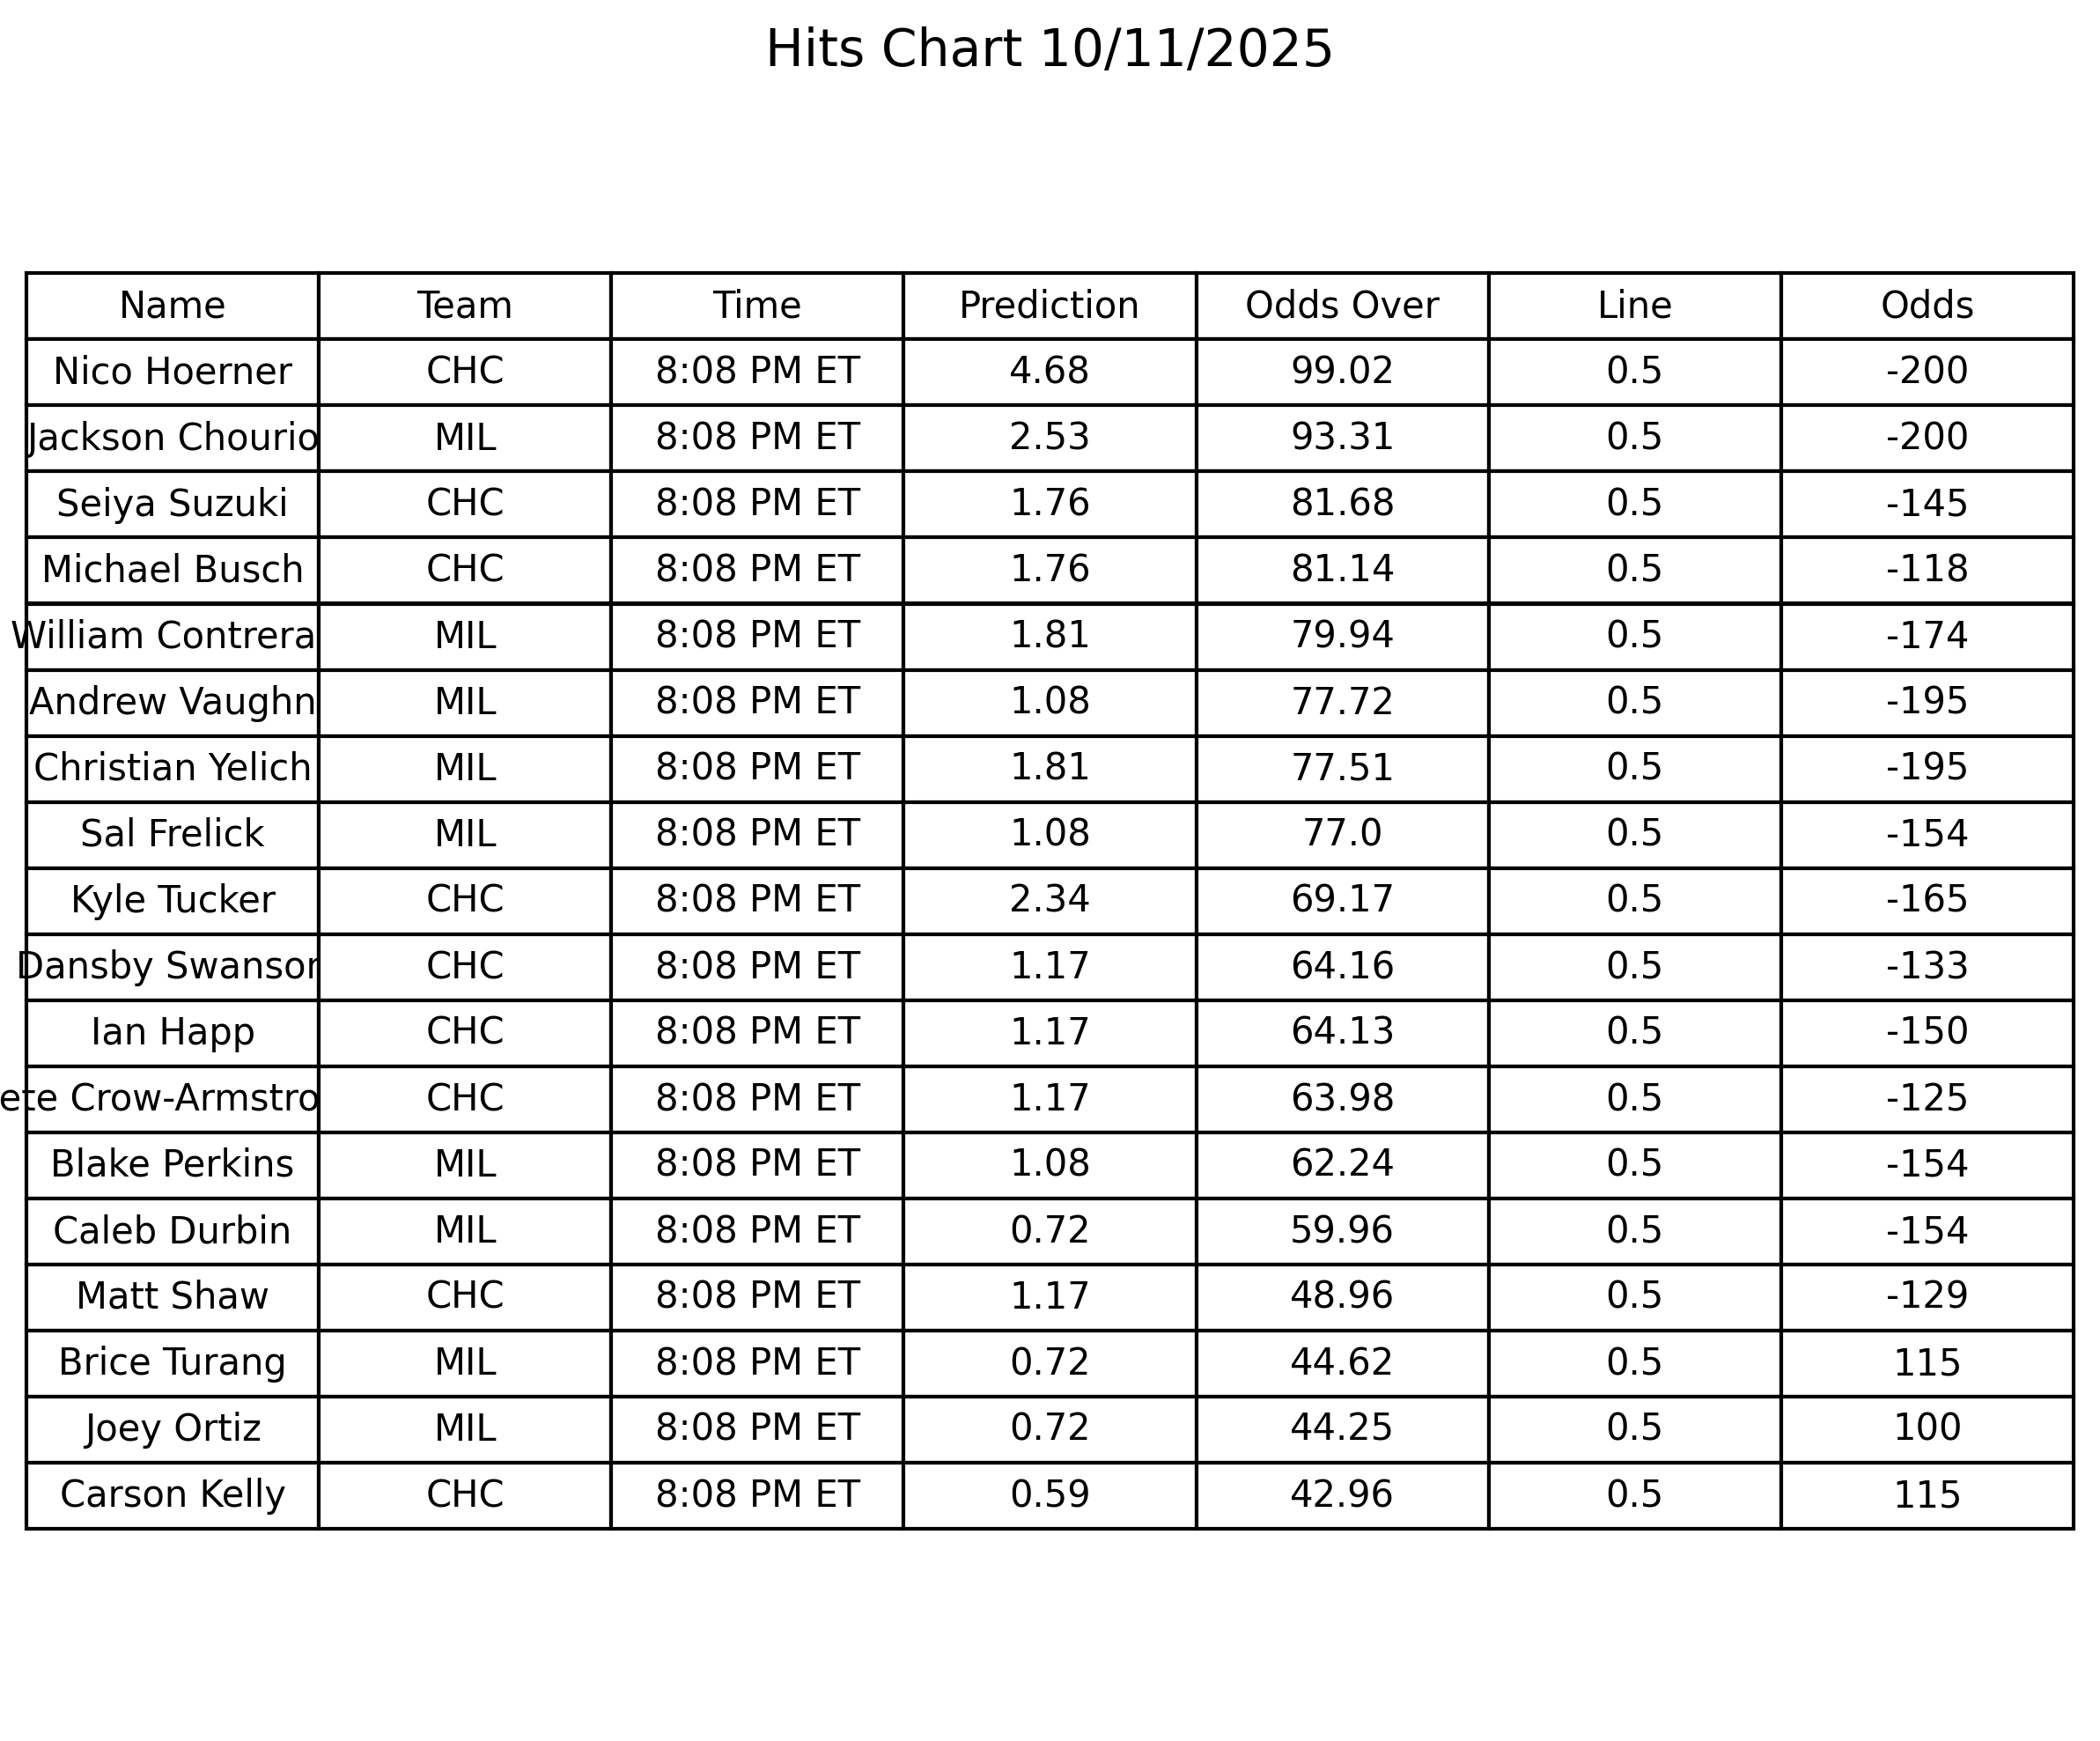 Hits Chart 10/11/2025
Name Team Time Prediction Odds Over Line Odds
Nico Hoerner CHC 8:08 PM ET 4.68 99.02 0.5 -200
Jackson Chourio MIL 8:08 PM ET 2.53 93.31 0.5 -200
Seiya Suzuki CHC 8:08 PM ET 1.76 81.68 0.5 -145
Michael Busch CHC 8:08 PM ET 1.76 81.14 0.5 -118
William Contrera MIL 8:08 PM ET 1.81 79.94 0.5 -174
Andrew Vaughn MIL 8:08 PM ET 1.08 77.72 0.5 -195
Christian Yelich MIL 8:08 PM ET 1.81 77.51 0.5 -195
Sal Frelick MIL 8:08 PM ET 1.08 77.0 0.5 -154
Kyle Tucker CHC 8:08 PM ET 2.34 69.17 0.5 -165
Dansby Swanson CHC 8:08 PM ET 1.17 64.16 0.5 -133
Ian Happ CHC 8:08 PM ET 1.17 64.13 0.5 -150
ete Crow-Armstro CHC 8:08 PM ET 1.17 63.98 0.5 -125
Blake Perkins MIL 8:08 PM ET 1.08 62.24 0.5 -154
Caleb Durbin MIL 8:08 PM ET 0.72 59.96 0.5 -154
Matt Shaw CHC 8:08 PM ET 1.17 48.96 0.5 -129
Brice Turang MIL 8:08 PM ET 0.72 44.62 0.5 115
Joey Ortiz MIL 8:08 PM ET 0.72 44.25 0.5 100
Carson Kelly CHC 8:08 PM ET 0.59 42.96 0.5 115